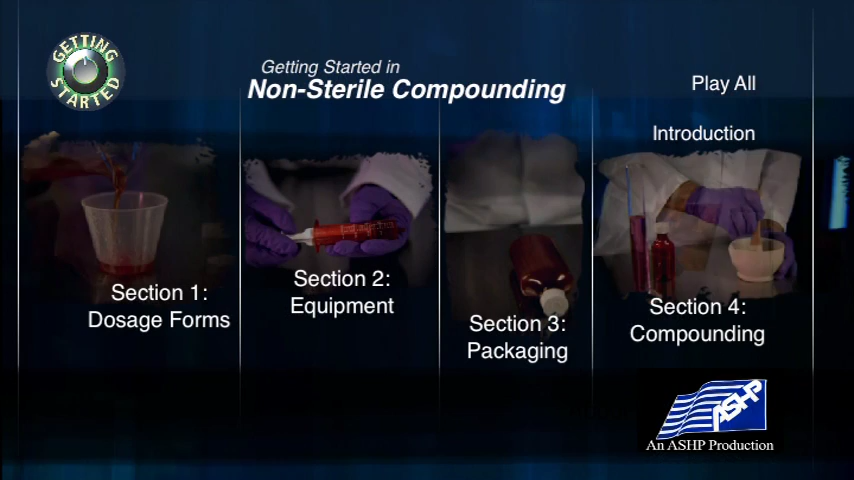 GETTING
STARTED
Getting Started in
Non-Sterile Compounding
Play All
Introduction
Section 1:
Dosage Forms
Section 2:
Equipment
Section 3:
Packaging
Section 4:
Compounding
ASHP
An ASHP Production